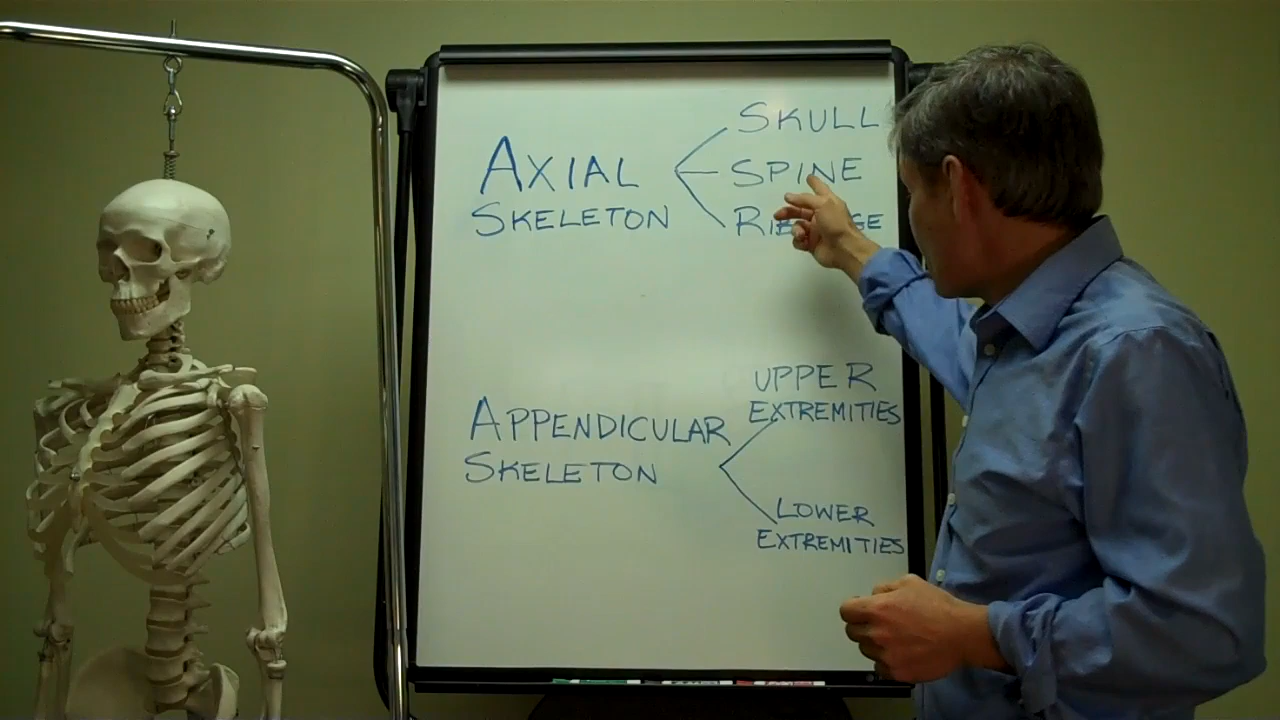 AXIAL
SKELETON
SKULL
SPINE
APPENDICULAR
SKELETON
UPPER
EXTREMITIES
LOWER
EXTREMITIES